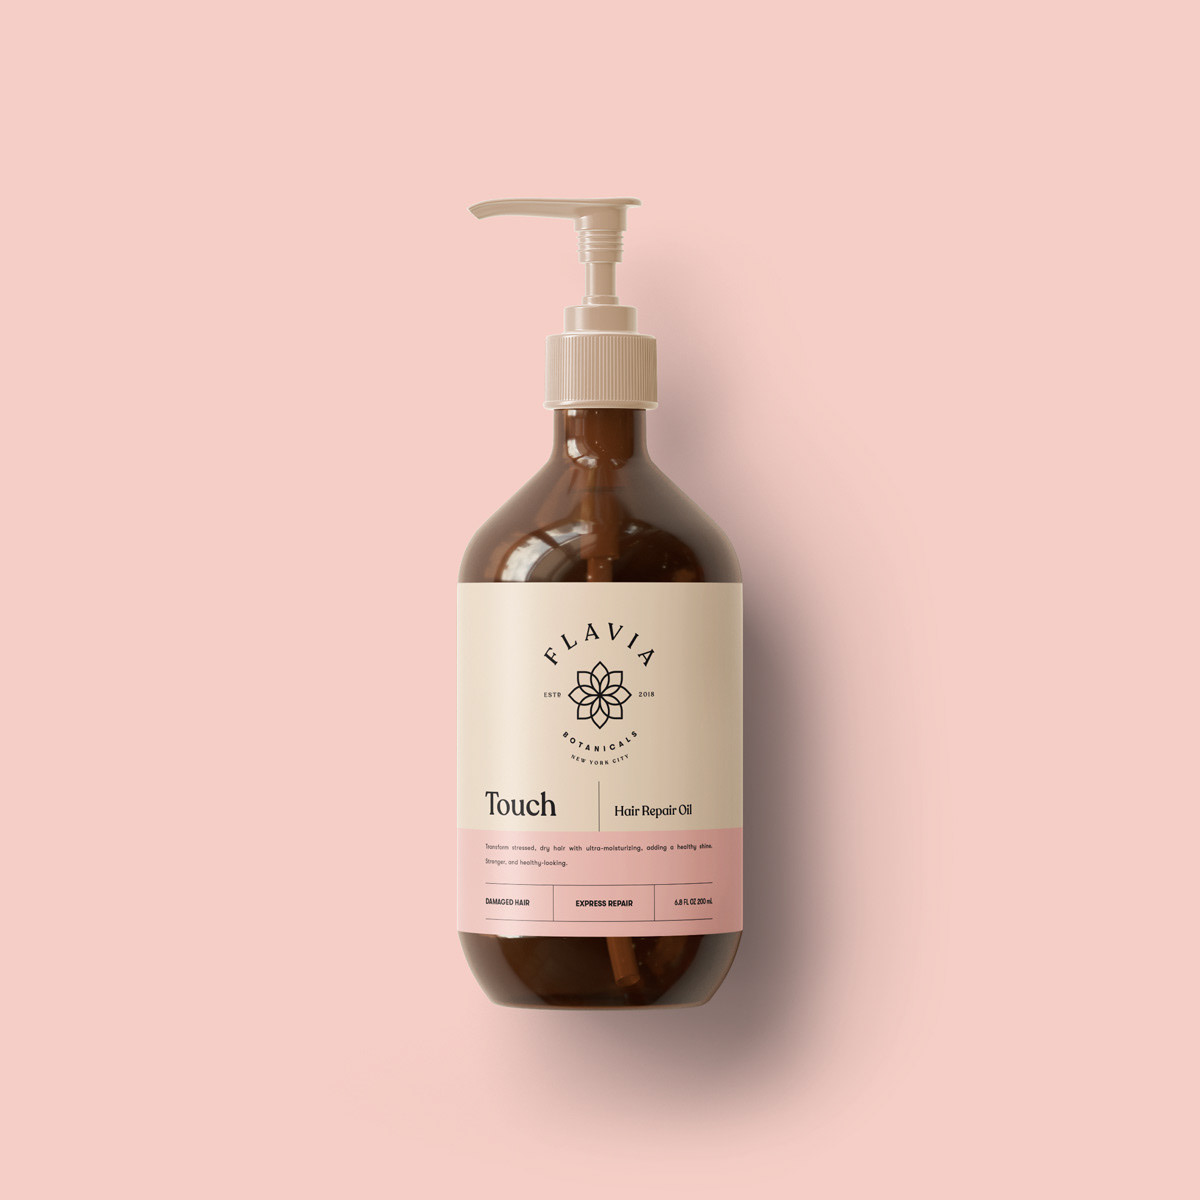 FLAVIA
ESTD 2018
BOTANICALS
NEW YORK CITY
Touch
Hair Repair Oil
Transform stressed, dry hair with ultra-moisturizing, adding a healthy shine.
Stronger, and healthy-looking.
DAMAGED HAIR
EXPRESS REPAIR
6.8 FL OZ 200 mL